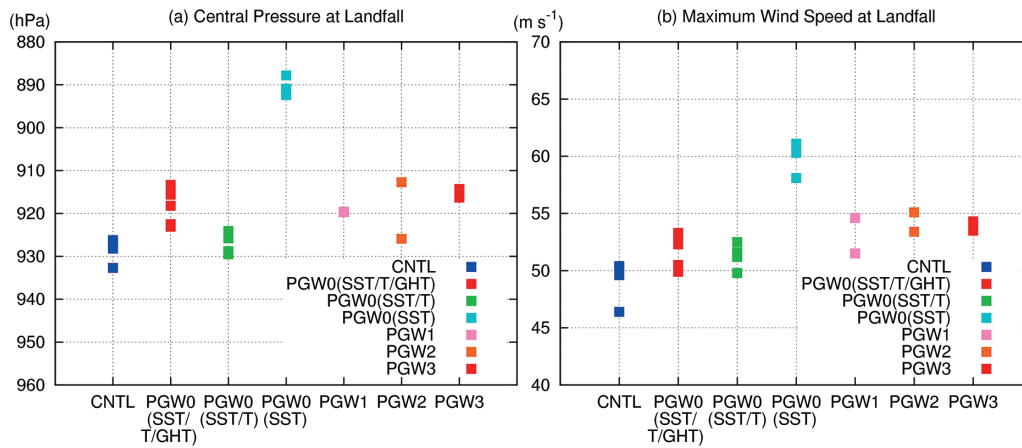 (hPa)
(a) Central Pressure at Landfall
880
890
900
910
920
930
940
950
960
CNTL
PGW0(SST/T/GHT)
PGW0(SST/T)
PGW0(SST)
PGW1
PGW2
PGW3
CNTL PGW0 PGW0 PGW0 PGW1 PGW2 PGW3
(SST/ (SST/T) (SST)
T/GHT)
(m s-1)
(b) Maximum Wind Speed at Landfall
70
65
60
55
50
45
40
CNTL
PGW0(SST/T/GHT)
PGW0(SST/T)
PGW0(SST)
PGW1
PGW2
PGW3
CNTL PGW0 PGW0 PGW0 PGW1 PGW2 PGW3
(SST/ (SST/T) (SST)
T/GHT)